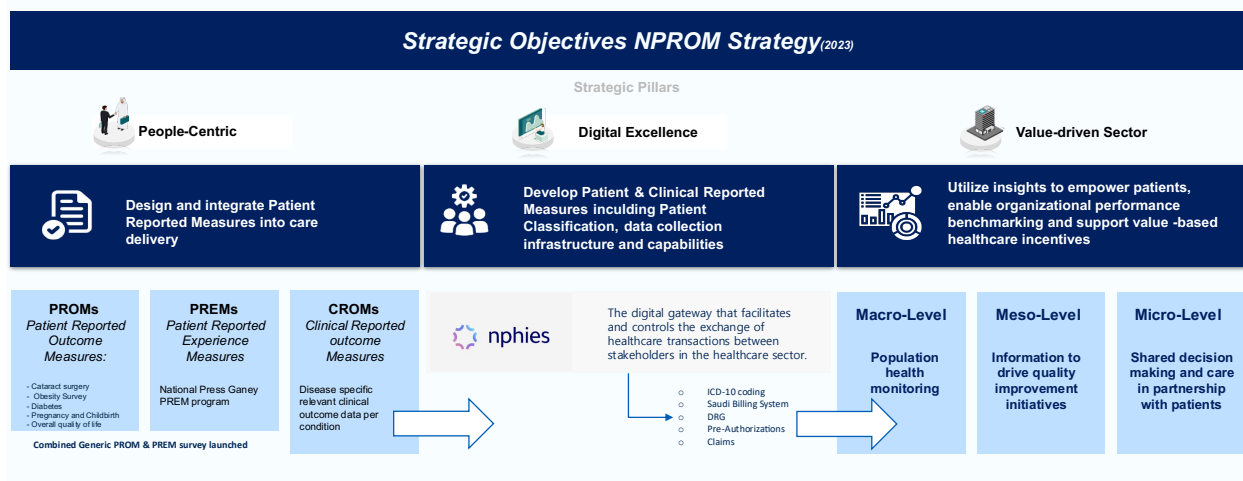 Strategic Objectives NPROM Strategy(2023)
Strategic Pillars
People-Centric
Digital Excellence
Value-driven Sector
Design and integrate Patient
Reported Measures into care
delivery
Develop Patient & Clinical Reported
Measures inculding Patient
Classification, data collection
infrastructure and capabilities
Utilize insights to empower patients,
enable organizational performance
benchmarking and support value -based
healthcare incentives
PROMs
Patient Reported
Outcome
Measures:
- Cataract surgery
- Obesity Survey
- Diabetes
- Pregnancy and Childbirth
- Overall quality of life
PREMs
Patient Reported
Experience
Measures
National Press Ganey
PREM program
CROMs
Clinical Reported
outcome
Measures
Disease specific
relevant clinical
outcome data per
condition
Combined Generic PROM & PREM survey launched
nphies
The digital gateway that facilitates
and controls the exchange of
healthcare transactions between
stakeholders in the healthcare sector.
o ICD-10 coding
o Saudi Billing System
o DRG
o Pre-Authorizations
o Claims
Macro-Level
Population
health
monitoring
Meso-Level
Information to
drive quality
improvement
initiatives
Micro-Level
Shared decision
making and care
in partnership
with patients